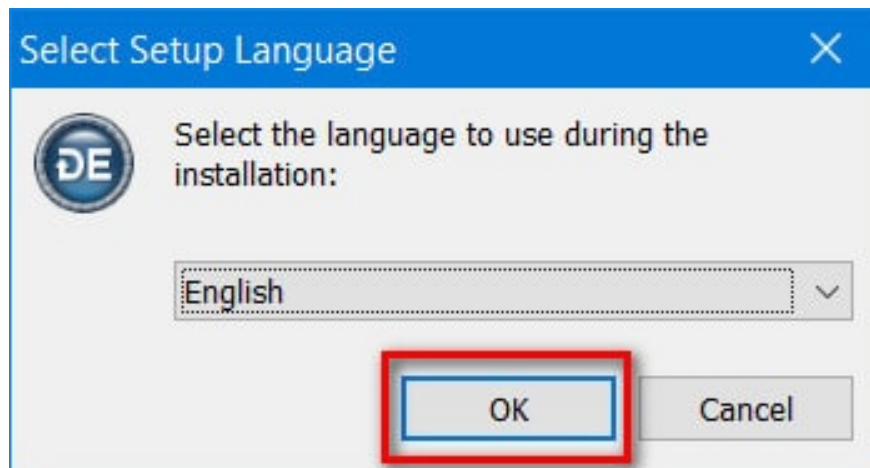 Select Setup Language
DE
Select the language to use during the
installation:
English
OK
Cancel